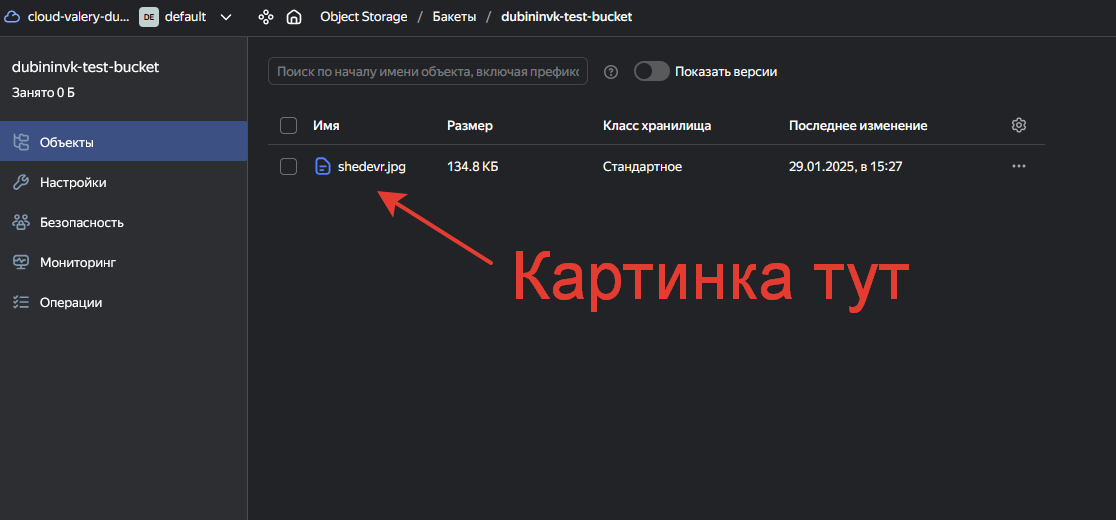 cloud-valery-du... DE default Object Storage / Бакеты / dubininvk-test-bucket
dubininvk-test-bucket
Занято 0 Б
Объекты
Настройки
Безопасность
Мониторинг
Операции
Поиск по началу имени объекта, включая префикс ? Показать версии
Имя Размер Класс хранилища Последнее изменение
shedevr.jpg 134.8 КБ Стандартное 29.01.2025, в 15:27
Картинка тут